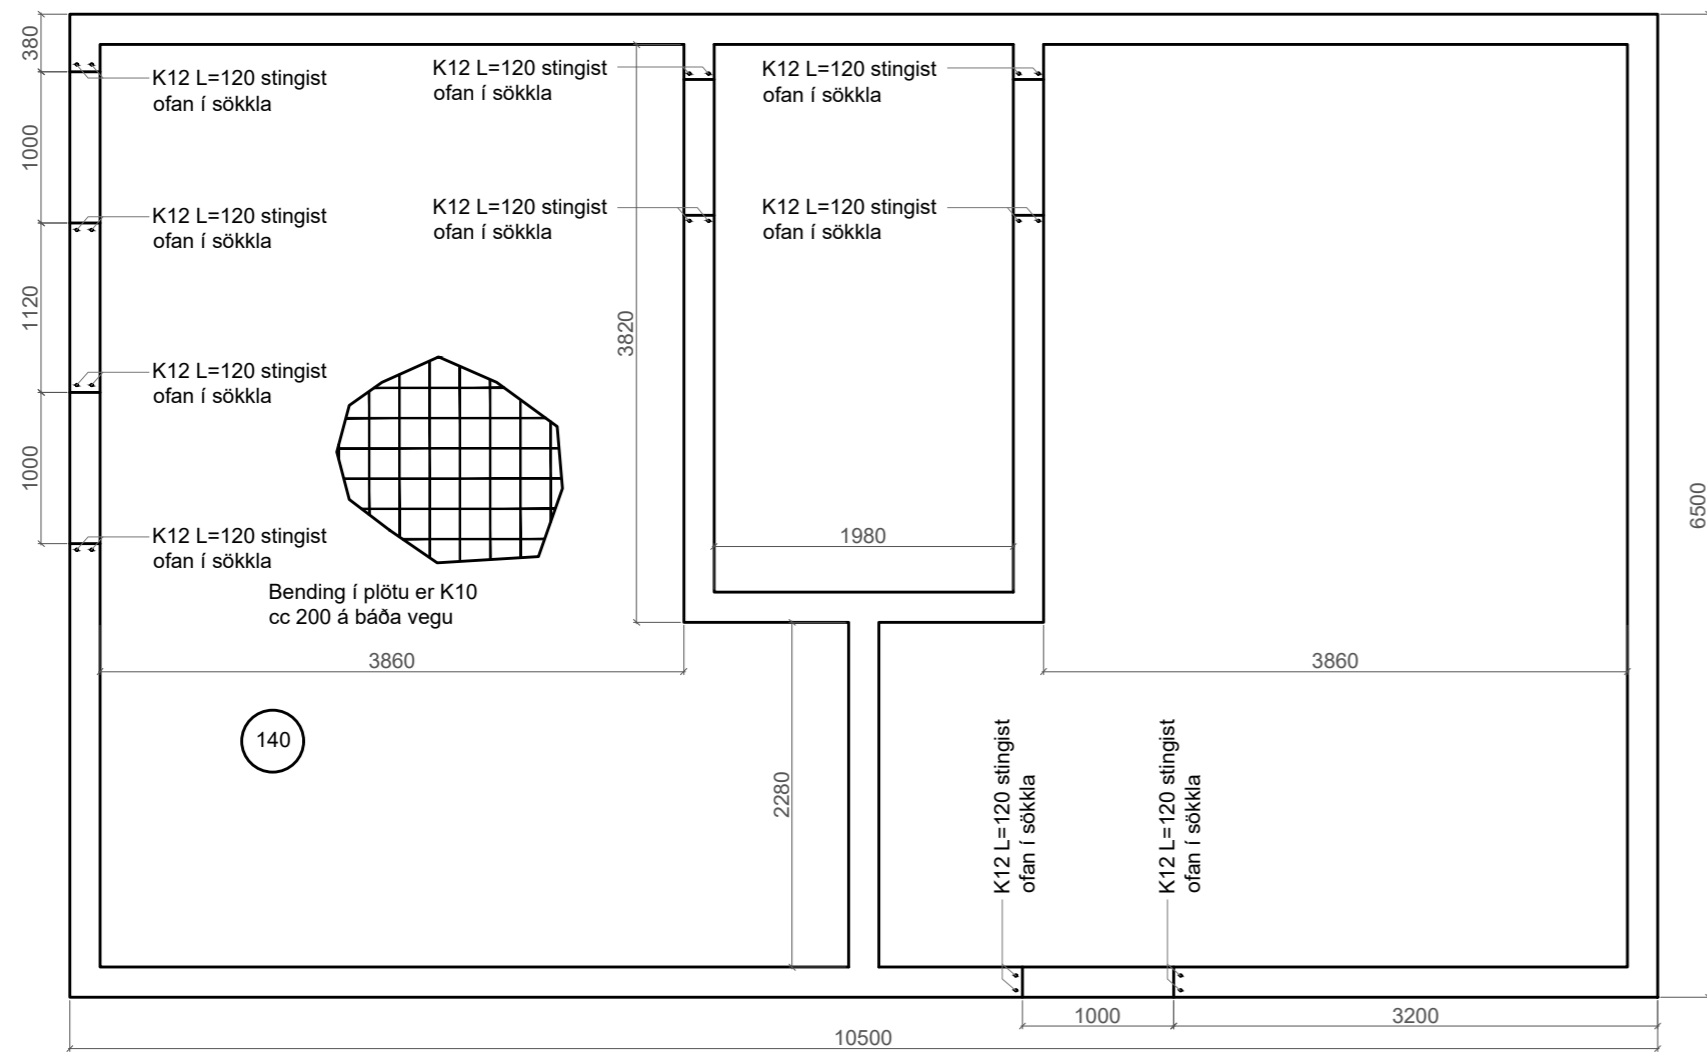 380
K12 L=120 stingist
ofan í sökkla
K12 L=120 stingist
ofan í sökkla
K12 L=120 stingist
ofan í sökkla
1000
K12 L=120 stingist
ofan í sökkla
K12 L=120 stingist
ofan í sökkla
K12 L=120 stingist
ofan í sökkla
1120
3820
K12 L=120 stingist
ofan í sökkla
1000
6500
K12 L=120 stingist
ofan í sökkla
1980
Bending í plötu er K10
cc 200 á báða vegu
3860
3860
140
2280
K12 L=120 stingist
ofan í sökkla
K12 L=120 stingist
ofan í sökkla
1000
3200
10500